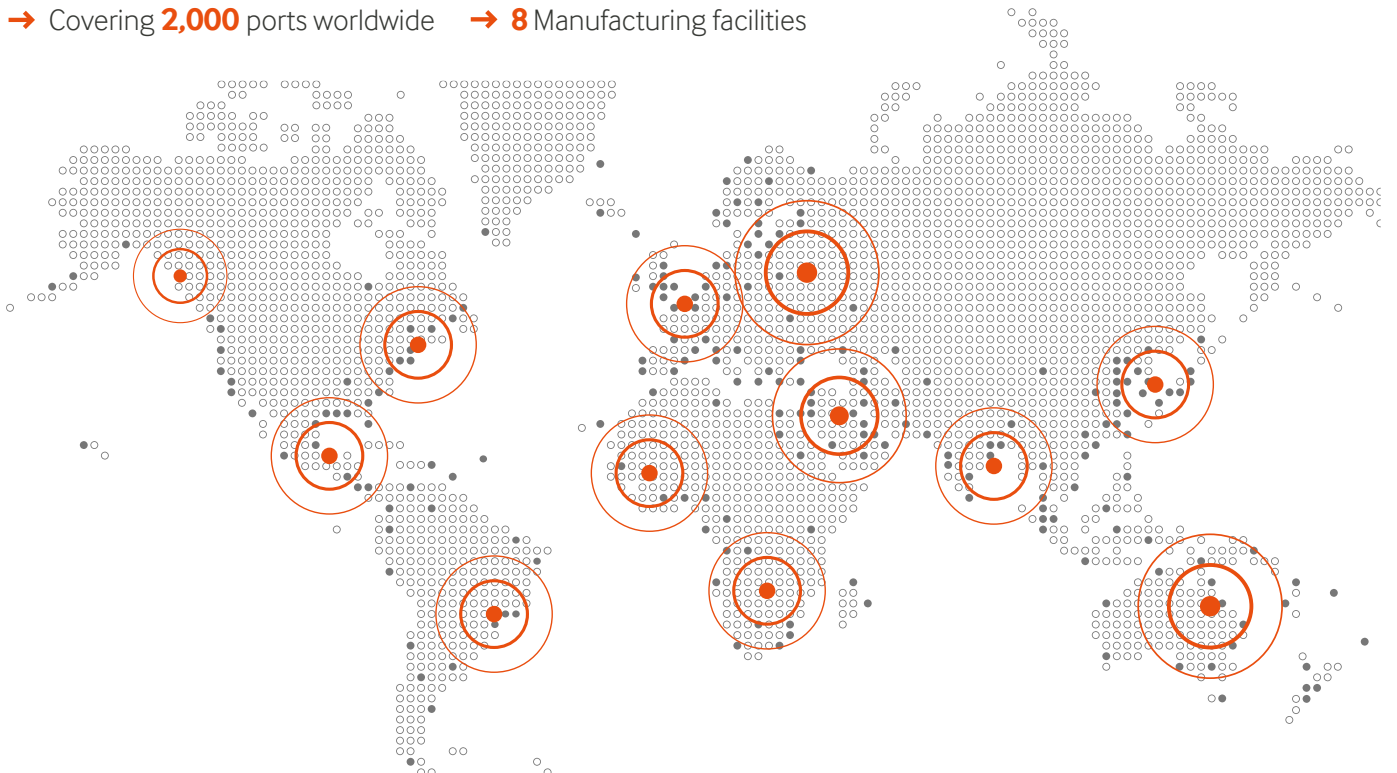 → Covering 2,000 ports worldwide → 8 Manufacturing facilities